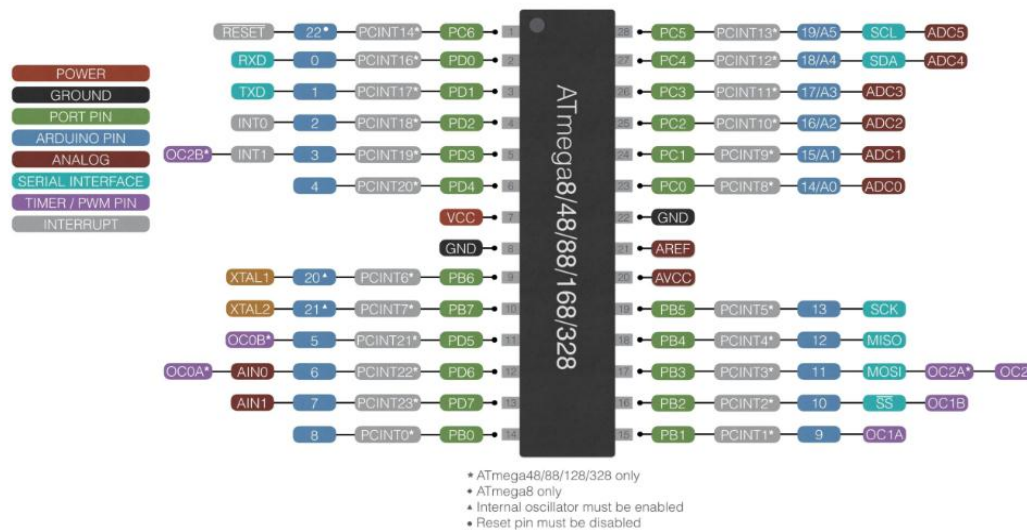 POWER
GROUND
PORT PIN
ARDUINO PIN
ANALOG
SERIAL INTERFACE
TIMER / PWM PIN
INTERRUPT
RESET 22• PCINT14* PC6 1
RXD 0 PCINT16* PD0 2
TXD 1 PCINT17* PD1 3
INT0 2 PCINT18* PD2 4
OC2B* INT1 3 PCINT19* PD3 5
4 PCINT20* PD4 6
VCC 7
GND 8
XTAL1 20▲ PCINT6* PB6 9
XTAL2 21▲ PCINT7* PB7 10
OC0B* 5 PCINT21* PD5 11
OC0A* AIN0 6 PCINT22* PD6 12
AIN1 7 PCINT23* PD7 13
8 PCINT0* PB0 14
ATmega8/48/88/168/328
28 PC5 PCINT13* 19/A5 SCL ADC5
27 PC4 PCINT12* 18/A4 SDA ADC4
26 PC3 PCINT11* 17/A3 ADC3
25 PC2 PCINT10* 16/A2 ADC2
24 PC1 PCINT9* 15/A1 ADC1
23 PC0 PCINT8* 14/A0 ADC0
22 GND
21 AREF
20 AVCC
19 PB5 PCINT5* 13 SCK
18 PB4 PCINT4* 12 MISO
17 PB3 PCINT3* 11 MOSI OC2A* OC2
16 PB2 PCINT2* 10 SS OC1B
15 PB1 PCINT1* 9 OC1A
* ATmega48/88/128/328 only
• ATmega8 only
▲ Internal oscillator must be enabled
• Reset pin must be disabled